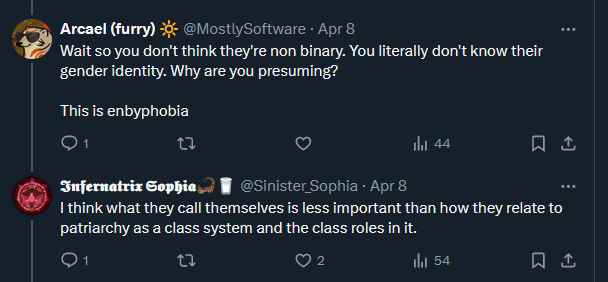 Arcael (furry) 🔆 @MostlySoftware · Apr 8
Wait so you don't think they're non binary. You literally don't know their
gender identity. Why are you presuming?
This is enbyphobia
1 44
𝕴𝖓𝖋𝖊𝖗𝖓𝖆𝖙𝖗𝖎𝖝 𝕾𝖔𝖕𝖍𝖎𝖆🦂🥛 @Sinister_Sophia · Apr 8
I think what they call themselves is less important than how they relate to
patriarchy as a class system and the class roles in it.
1 2 54